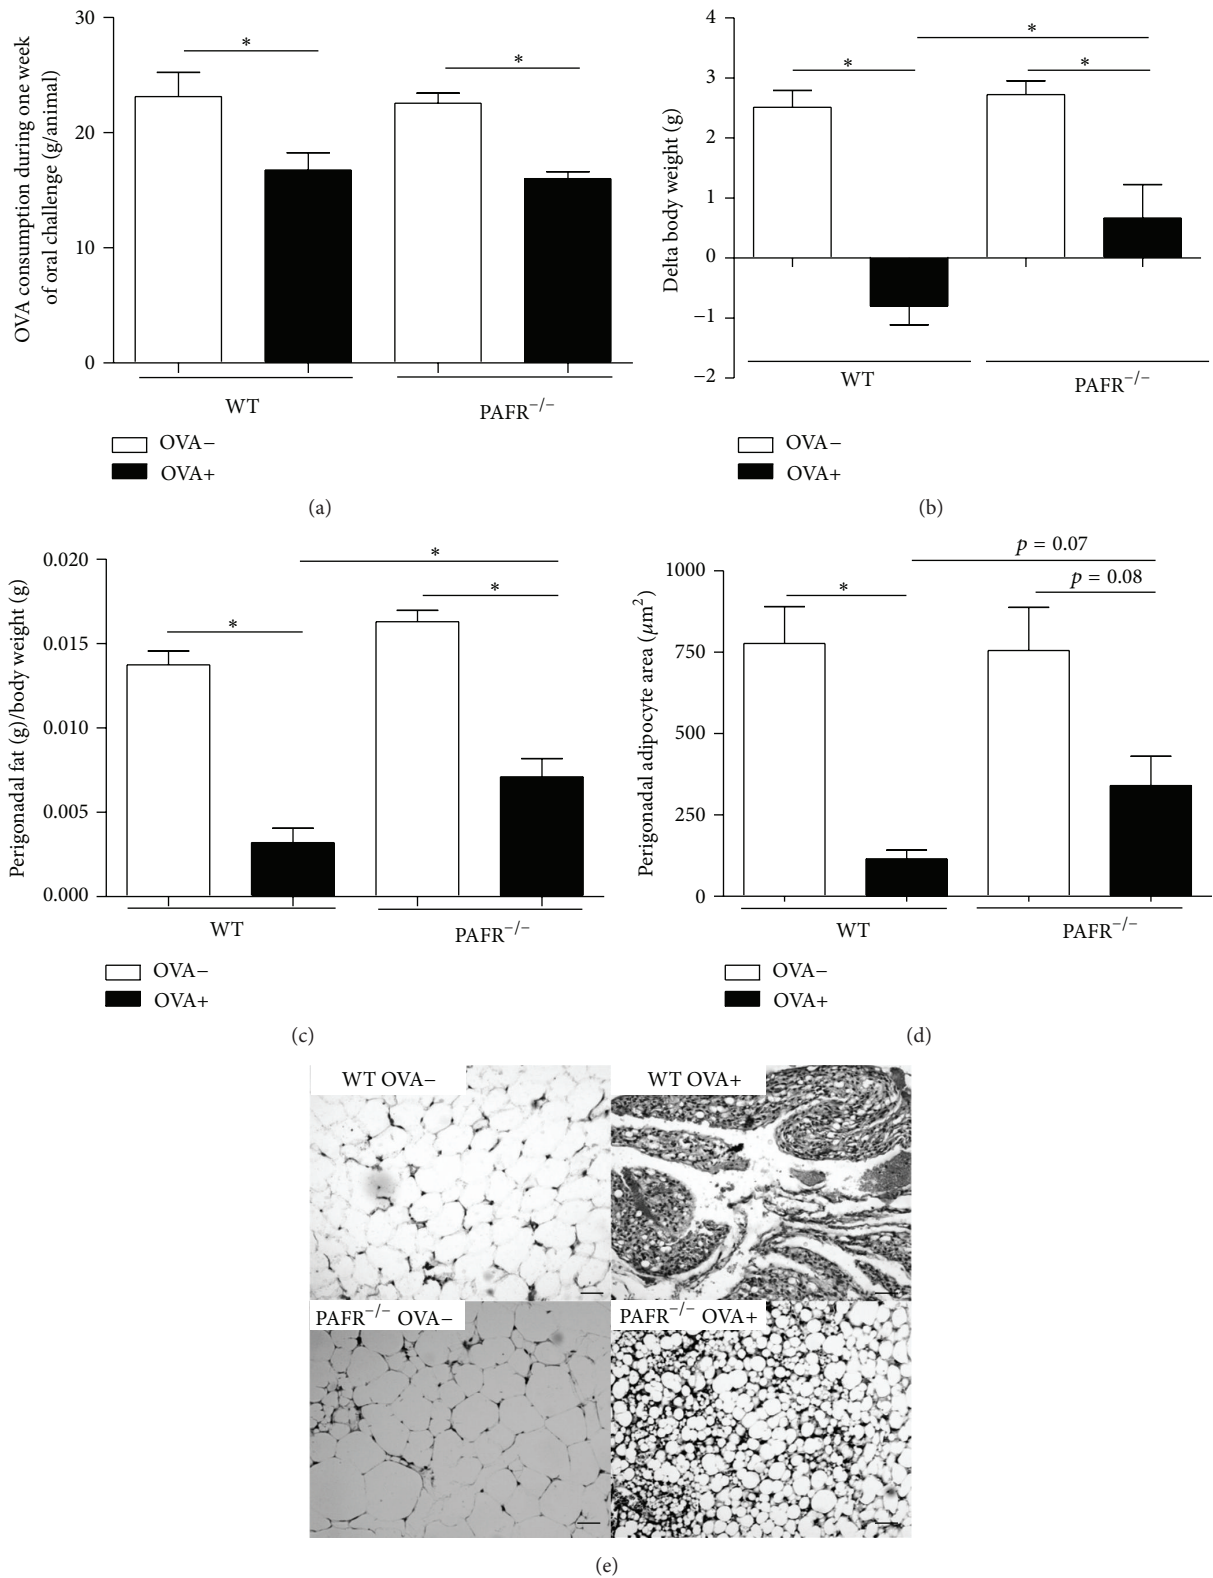 30
20
10
0
OVA consumption during one week
of oral challenge (g/animal)
*
*
WT
PAFR−/−
OVA−
OVA+
(a)
4
3
2
1
0
−1
−2
Delta body weight (g)
*
*
*
WT
PAFR−/−
OVA−
OVA+
(b)
0.020
0.015
0.010
0.005
0.000
Perigonadal fat (g)/body weight (g)
*
*
*
WT
PAFR−/−
OVA−
OVA+
(c)
1000
750
500
250
0
Perigonadal adipocyte area (μm2)
p = 0.07
p = 0.08
*
WT
PAFR−/−
OVA−
OVA+
(d)
WT OVA−
WT OVA+
PAFR−/− OVA−
PAFR−/− OVA+
(e)